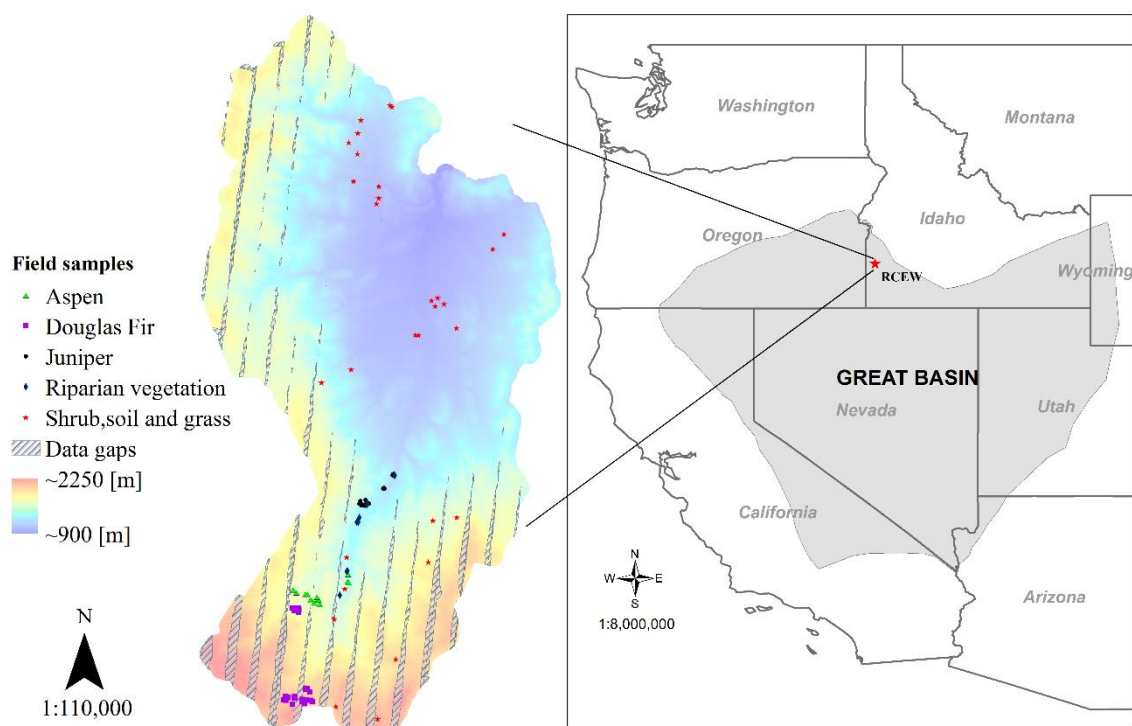 Field samples
Aspen
Douglas Fir
Juniper
Riparian vegetation
Shrub,soil and grass
Data gaps
~2250 [m]
~900 [m]
N
1:110,000
Washington
Montana
Oregon
Idaho
Wyoming
RCEW
GREAT BASIN
Nevada
Utah
California
Arizona
N
W E
S
1:8,000,000